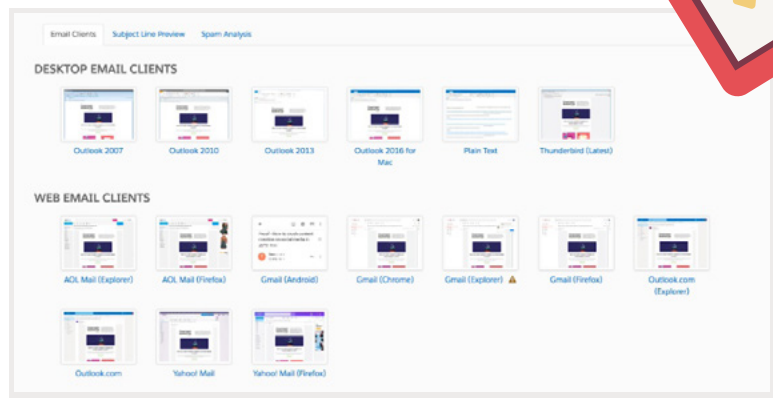 Email Clients Subject Line Preview Spam Analysis
DESKTOP EMAIL CLIENTS
Outlook 2007 Outlook 2010 Outlook 2013 Outlook 2016 for Mac Plain Text Thunderbird (Latest)
WEB EMAIL CLIENTS
AOL Mail (Explorer) AOL Mail (Firefox) Gmail (Android) Gmail (Chrome) Gmail (Explorer) Gmail (Firefox) Outlook.com (Explorer)
Outlook.com Yahoo! Mail Yahoo! Mail (Firefox)